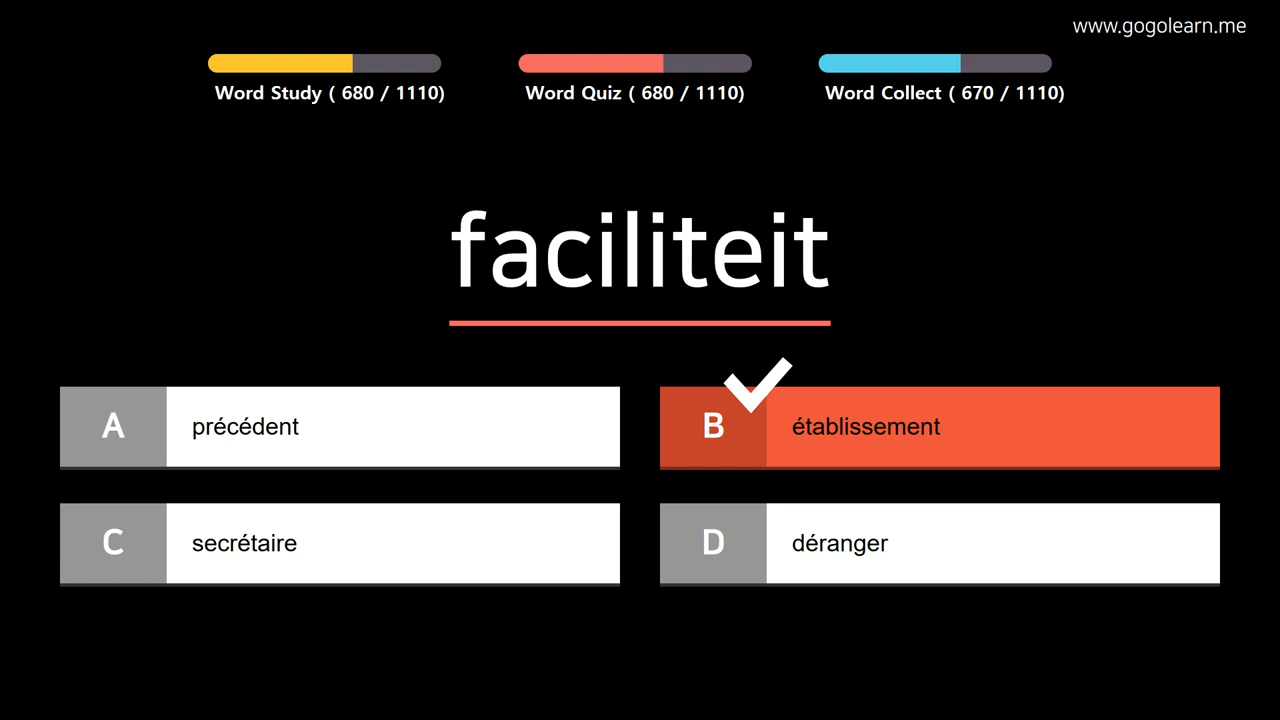 www.gogolearn.me
Word Study ( 680 / 1110)
Word Quiz ( 680 / 1110)
Word Collect ( 670 / 1110)
faciliteit
A précédent
B établissement
C secrétaire
D déranger